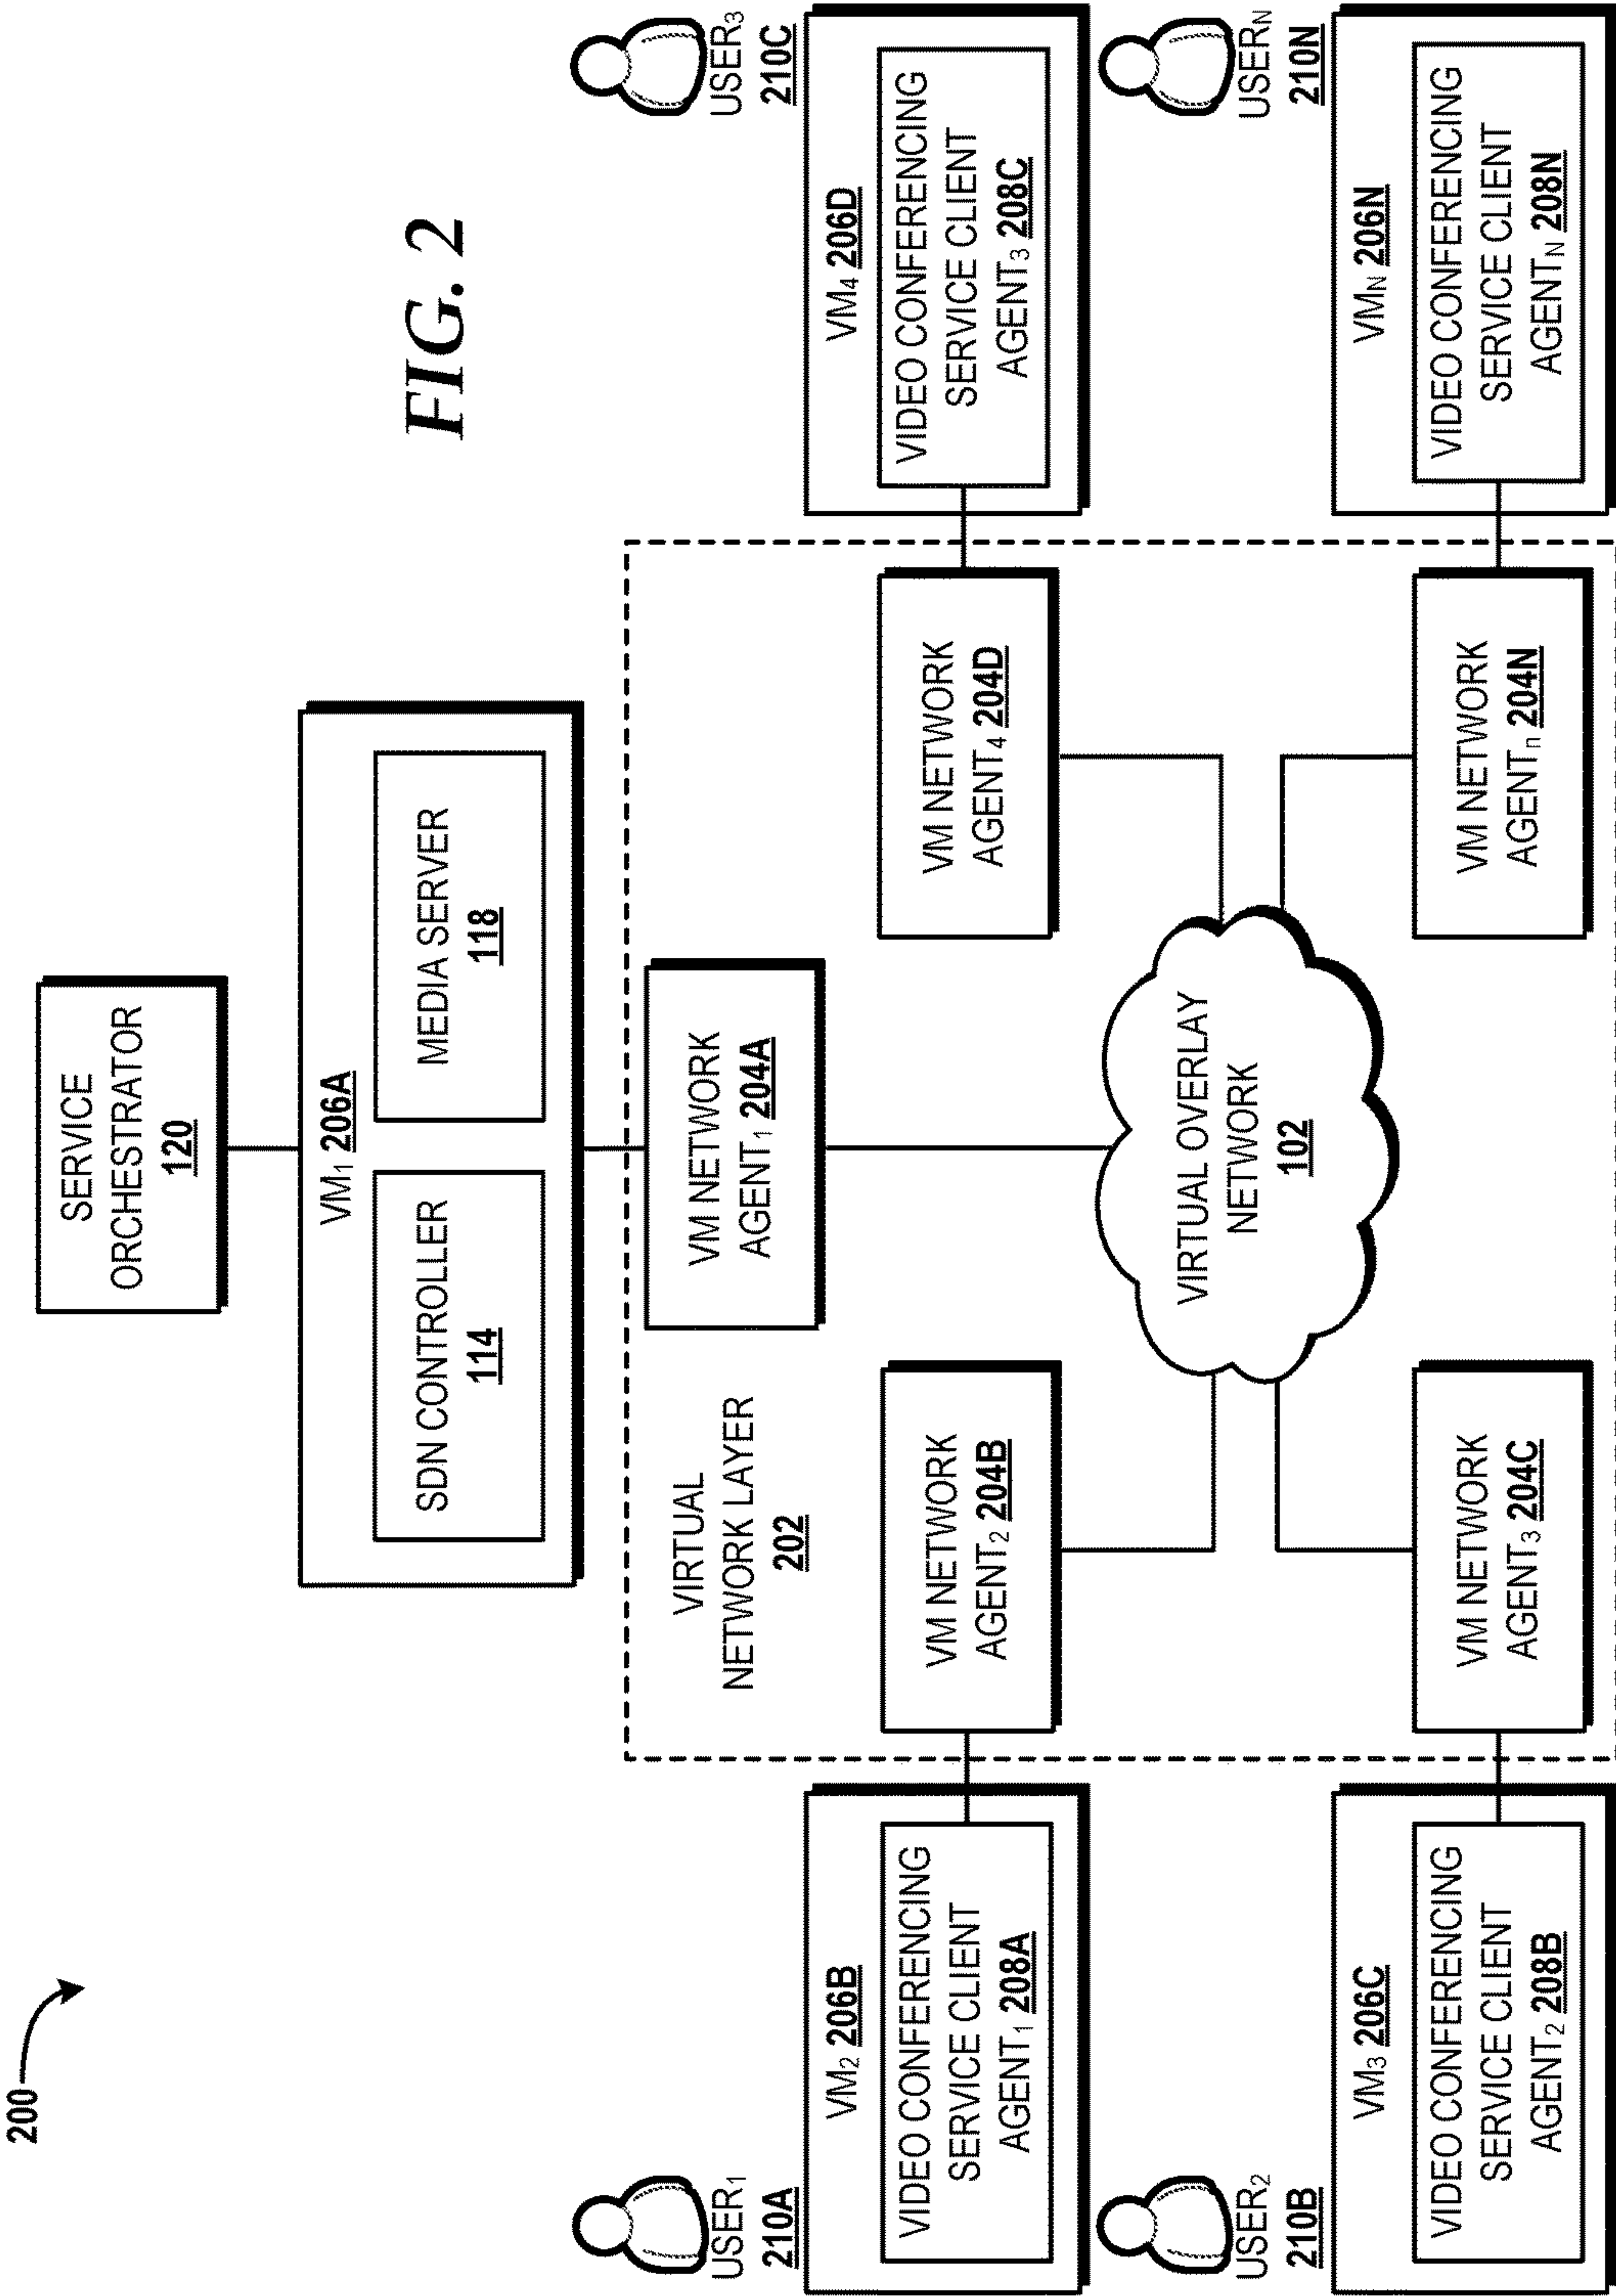 200
FIG. 2
SERVICE
ORCHESTRATOR
120
VM₁ 206A
SDN CONTROLLER
114
MEDIA SERVER
118
VIRTUAL
NETWORK LAYER
202
VM NETWORK
AGENT₁ 204A
USER₁
210A
VM₂ 206B
VIDEO CONFERENCING
SERVICE CLIENT
AGENT₁ 208A
VM NETWORK
AGENT₂ 204B
VM NETWORK
AGENT₄ 204D
USER₃
210C
VM₄ 206D
VIDEO CONFERENCING
SERVICE CLIENT
AGENT₃ 208C
VIRTUAL OVERLAY
NETWORK
102
USER₂
210B
VM₃ 206C
VIDEO CONFERENCING
SERVICE CLIENT
AGENT₂ 208B
VM NETWORK
AGENT₃ 204C
VM NETWORK
AGENTₙ 204N
USER_N
210N
VM_N 206N
VIDEO CONFERENCING
SERVICE CLIENT
AGENT_N 208N